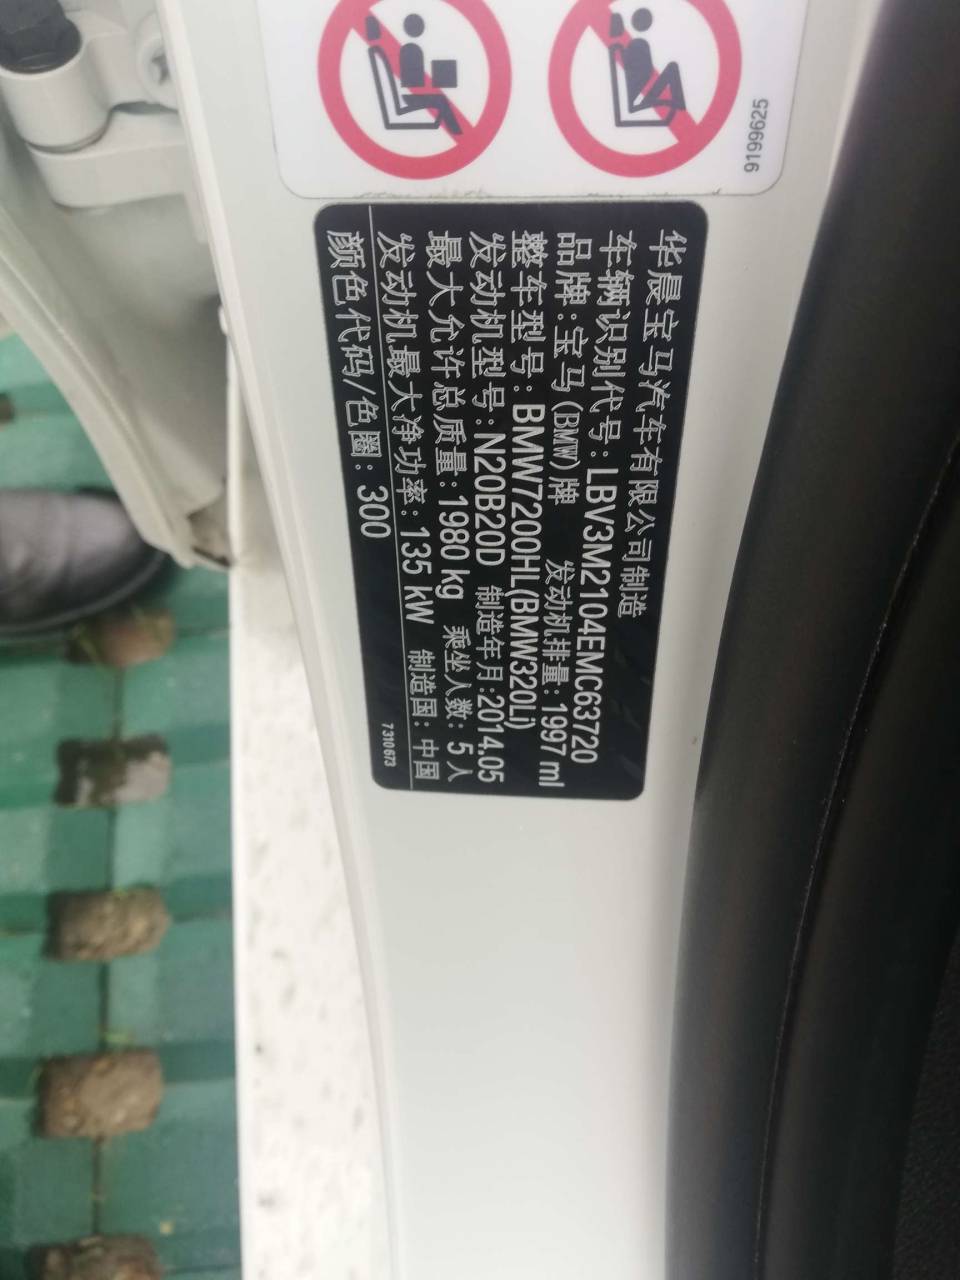 9199625
华晨宝马汽车有限公司制造
车辆识别代号: LBV3M2104EMC63720
品牌: 宝马(BMW)牌 发动机排量: 1997 ml
整车型号: BMW7200HL(BMW320Li)
发动机型号: N20B20D 制造年月: 2014.05
最大允许总质量: 1980 kg 乘坐人数: 5 人
发动机最大净功率: 135 kW 制造国: 中国
颜色代码/色圈: 300
7310673